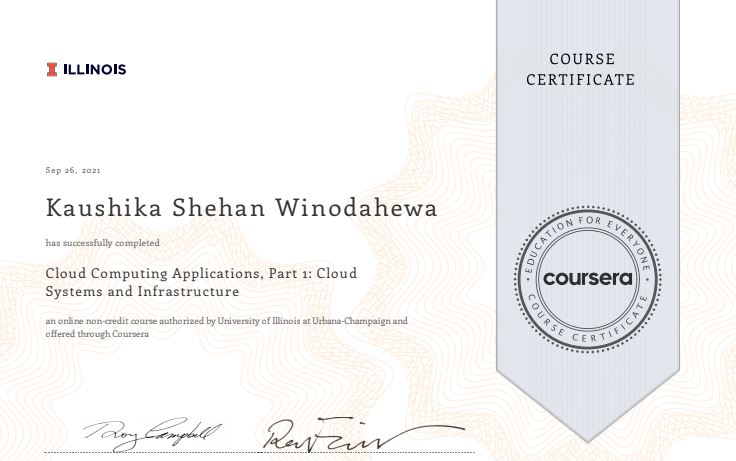 ILLINOIS
COURSE
CERTIFICATE
Sep 26, 2021
Kaushika Shehan Winodahewa
has successfully completed
Cloud Computing Applications, Part 1: Cloud
Systems and Infrastructure
an online non-credit course authorized by University of Illinois at Urbana-Champaign and
offered through Coursera
EDUCATION FOR EVERYONE
coursera
COURSE CERTIFICATE
Roy Campbell